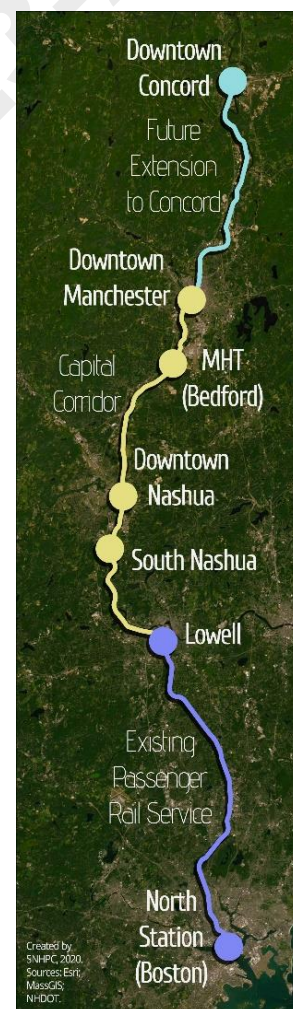 Downtown
Concord
Future
Extension
to Concord
Downtown
Manchester
MHT
(Bedford)
Capital
Corridor
Downtown
Nashua
South Nashua
Lowell
Existing
Passenger
Rail Service
North
Station
(Boston)
Created by
SNHPC, 2020.
Sources: Esri;
MassGIS;
NHDOT.